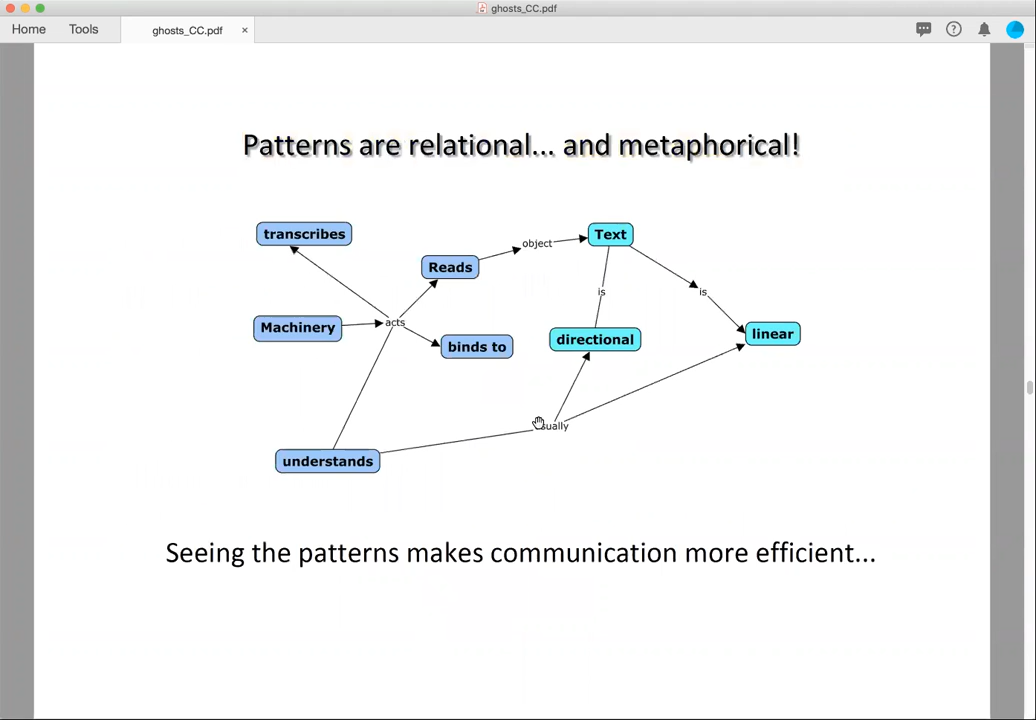 ghosts_CC.pdf
Home Tools ghosts_CC.pdf ×
Patterns are relational... and metaphorical!
transcribes
object
Text
Reads
is
is
Machinery
acts
binds to
directional
linear
understands
Seeing the patterns makes communication more efficient...